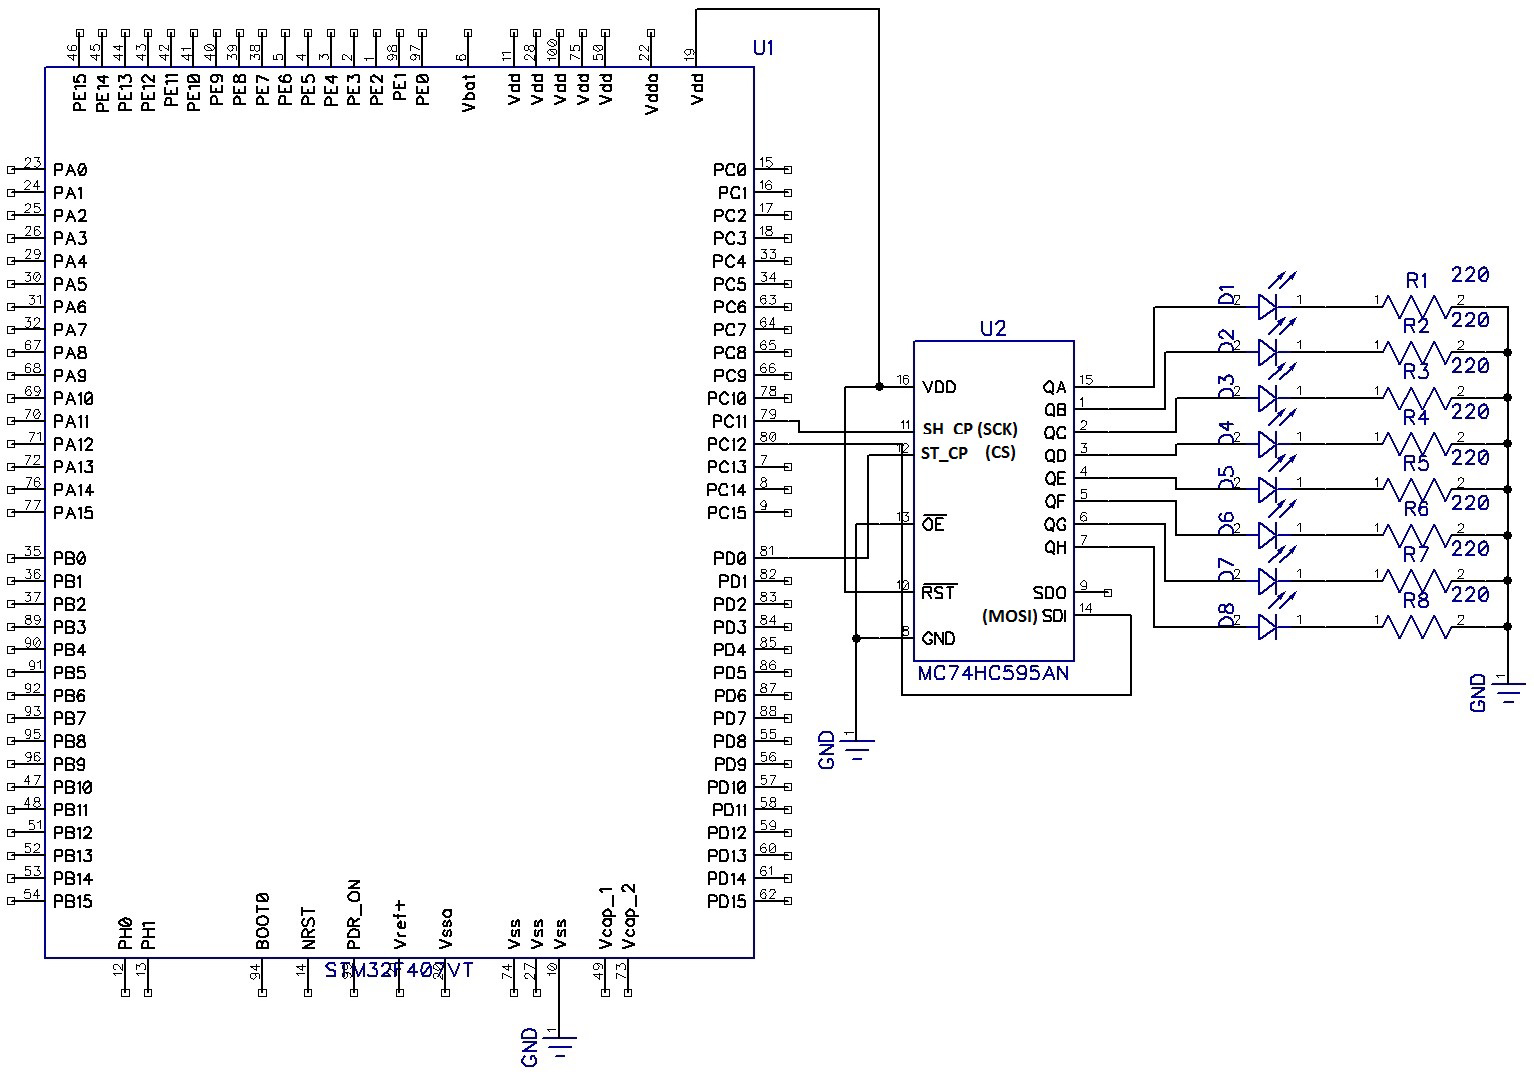 U1
46 45 44 43 42 41 40 39 38 5 4 3 2 1 98 97 6 11 28 100 75 50 22 19
PE15 PE14 PE13 PE12 PE11 PE10 PE9 PE8 PE7 PE6 PE5 PE4 PE3 PE2 PE1 PE0 Vbat Vdd Vdd Vdd Vdd Vdd Vdda Vdd
23 PA0 PC0 15
24 PA1 PC1 16
25 PA2 PC2 17
26 PA3 PC3 18
29 PA4 PC4 33
30 PA5 PC5 34
31 PA6 PC6 63
32 PA7 PC7 64
67 PA8 PC8 65
68 PA9 PC9 66
69 PA10 PC10 78
70 PA11 PC11 79
71 PA12 PC12 80
72 PA13 PC13 7
76 PA14 PC14 8
77 PA15 PC15 9
35 PB0 PD0 81
36 PB1 PD1 82
37 PB2 PD2 83
89 PB3 PD3 84
90 PB4 PD4 85
91 PB5 PD5 86
92 PB6 PD6 87
93 PB7 PD7 88
95 PB8 PD8 55
96 PB9 PD9 56
47 PB10 PD10 57
48 PB11 PD11 58
51 PB12 PD12 59
52 PB13 PD13 60
53 PB14 PD14 61
54 PB15 PD15 62
PH0 PH1 BOOT0 NRST PDR_ON Vref+ Vssa Vss Vss Vss Vcap_1 Vcap_2
12 13 94 14 99 20 74 27 10 49 73
STM32F407VT
GND 1
U2
16 VDD QA 15
QB 1
11 SH CP (SCK) QC 2
12 ST_CP (CS) QD 3
QE 4
QF 5
13 OE QG 6
QH 7
10 RST SDO 9
(MOSI) SDI 14
8 GND
MC74HC595AN
GND 1
D1 2 1 1 R1 2 220
D2 2 1 1 R2 2 220
D3 2 1 1 R3 2 220
D4 2 1 1 R4 2 220
D5 2 1 1 R5 2 220
D6 2 1 1 R6 2 220
D7 2 1 1 R7 2 220
D8 2 1 1 R8 2 220
GND 1